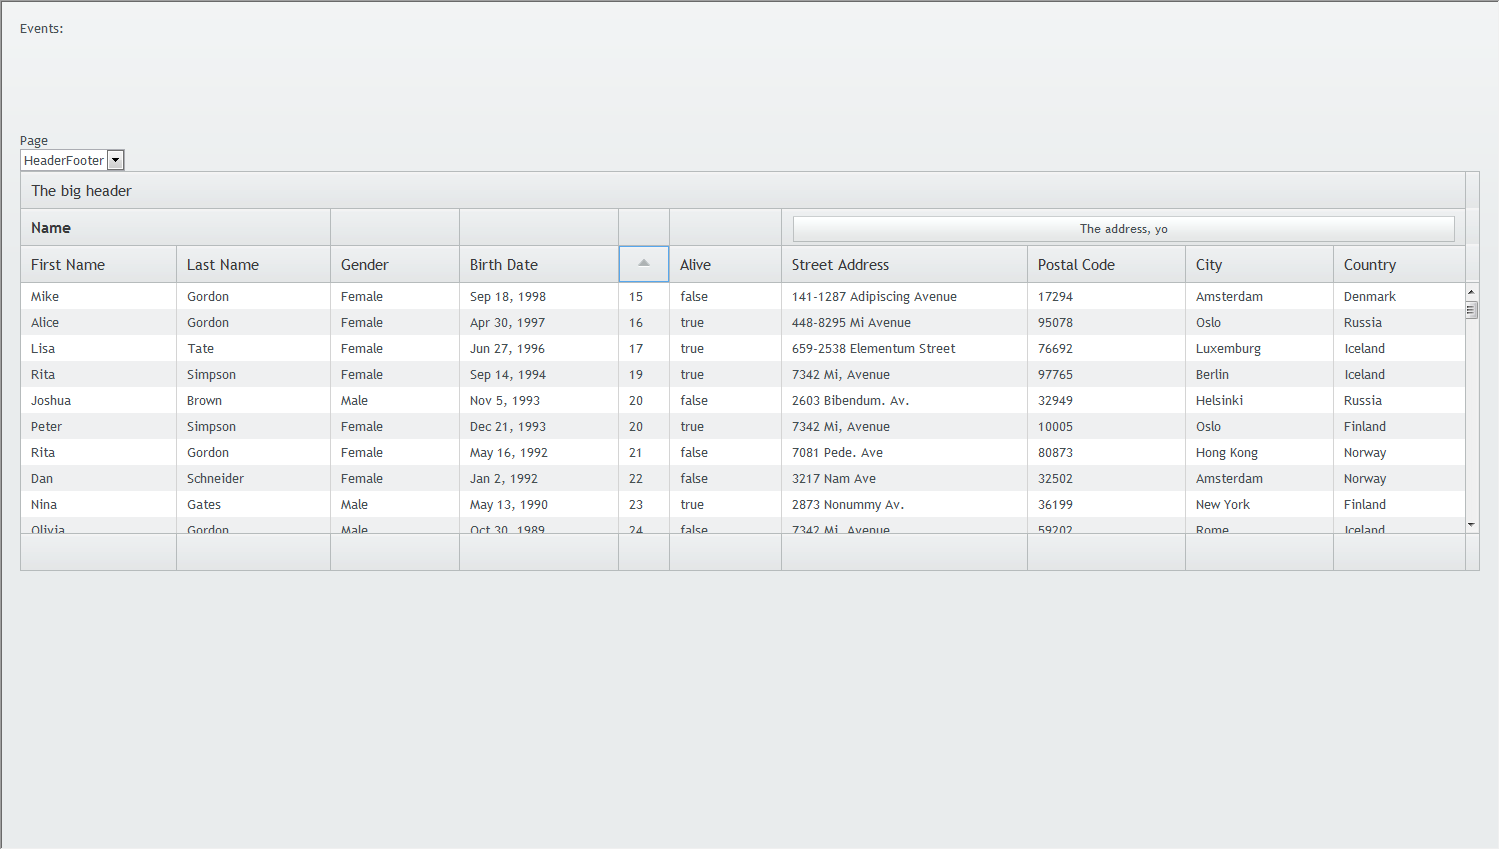 Events:
Page
HeaderFooter
The big header
Name The address, yo
First Name Last Name Gender Birth Date Alive Street Address Postal Code City Country
Mike Gordon Female Sep 18, 1998 15 false 141-1287 Adipiscing Avenue 17294 Amsterdam Denmark
Alice Gordon Female Apr 30, 1997 16 true 448-8295 Mi Avenue 95078 Oslo Russia
Lisa Tate Female Jun 27, 1996 17 true 659-2538 Elementum Street 76692 Luxemburg Iceland
Rita Simpson Female Sep 14, 1994 19 true 7342 Mi, Avenue 97765 Berlin Iceland
Joshua Brown Male Nov 5, 1993 20 false 2603 Bibendum. Av. 32949 Helsinki Russia
Peter Simpson Female Dec 21, 1993 20 true 7342 Mi, Avenue 10005 Oslo Finland
Rita Gordon Female May 16, 1992 21 false 7081 Pede. Ave 80873 Hong Kong Norway
Dan Schneider Female Jan 2, 1992 22 false 3217 Nam Ave 32502 Amsterdam Norway
Nina Gates Male May 13, 1990 23 true 2873 Nonummy Av. 36199 New York Finland
Olivia Gordon Male Oct 30, 1989 24 false 7342 Mi, Avenue 59202 Rome Iceland